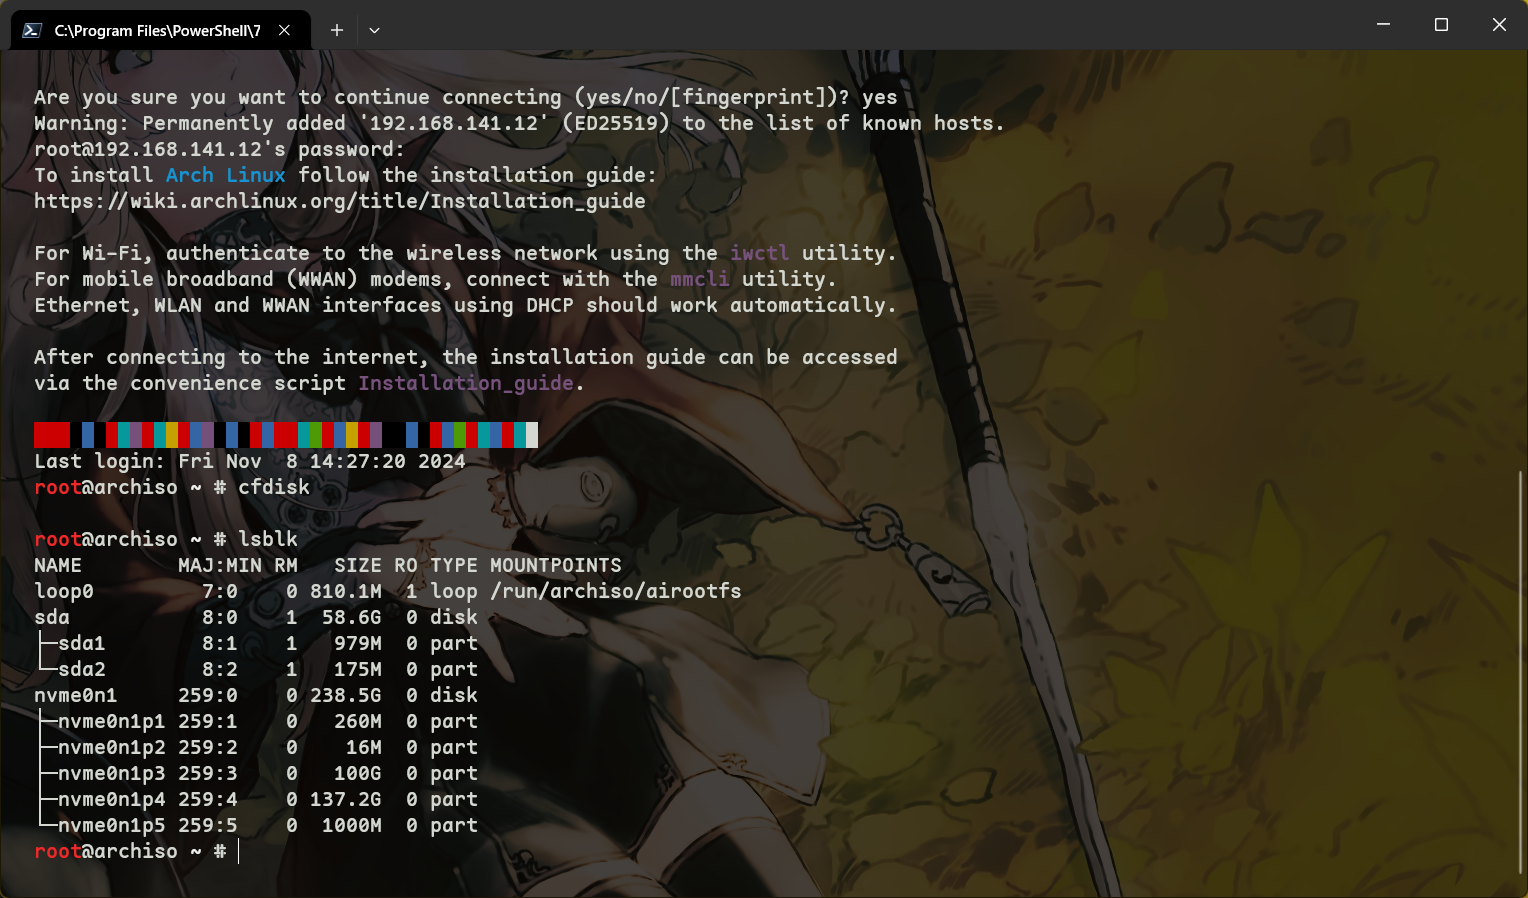 C:\Program Files\PowerShell\7
Are you sure you want to continue connecting (yes/no/[fingerprint])? yes
Warning: Permanently added '192.168.141.12' (ED25519) to the list of known hosts.
root@192.168.141.12's password:
To install Arch Linux follow the installation guide:
https://wiki.archlinux.org/title/Installation_guide
For Wi-Fi, authenticate to the wireless network using the iwctl utility.
For mobile broadband (WWAN) modems, connect with the mmcli utility.
Ethernet, WLAN and WWAN interfaces using DHCP should work automatically.
After connecting to the internet, the installation guide can be accessed
via the convenience script Installation_guide.
Last login: Fri Nov  8 14:27:20 2024
root@archiso ~ # cfdisk
root@archiso ~ # lsblk
NAME        MAJ:MIN RM   SIZE RO TYPE MOUNTPOINTS
loop0         7:0    0 810.1M  1 loop /run/archiso/airootfs
sda           8:0    1  58.6G  0 disk
├─sda1        8:1    1   979M  0 part
└─sda2        8:2    1   175M  0 part
nvme0n1     259:0    0 238.5G  0 disk
├─nvme0n1p1 259:1    0   260M  0 part
├─nvme0n1p2 259:2    0    16M  0 part
├─nvme0n1p3 259:3    0   100G  0 part
├─nvme0n1p4 259:4    0 137.2G  0 part
└─nvme0n1p5 259:5    0  1000M  0 part
root@archiso ~ #